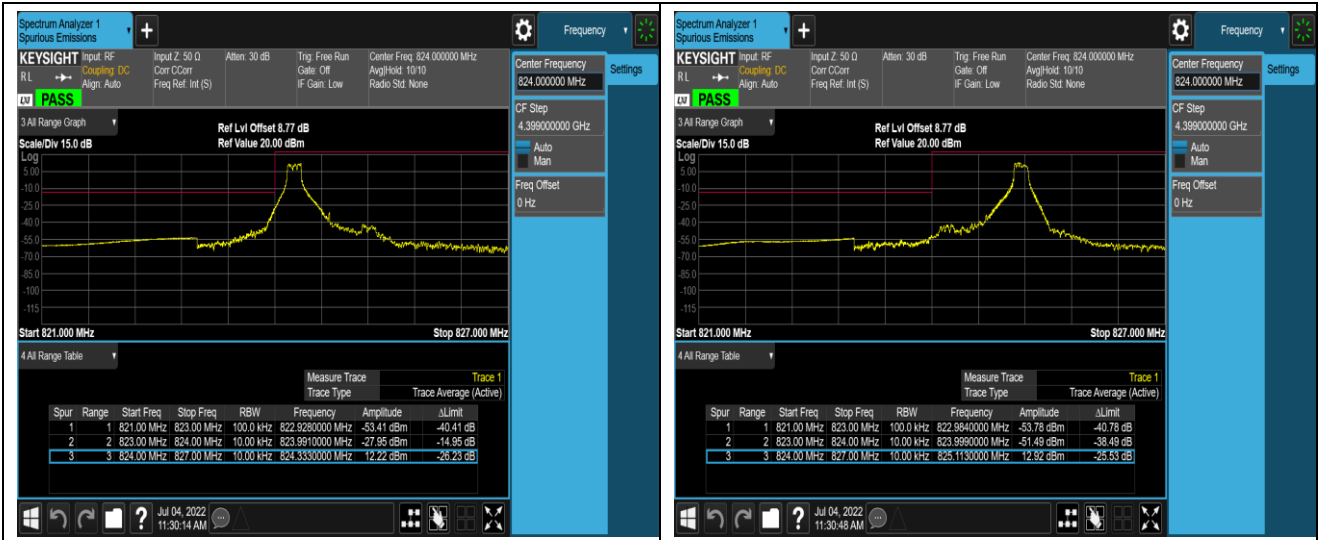 Spectrum Analyzer 1
Spurious Emissions
+
Frequency
KEYSIGHT Input: RF Input Z: 50 Ω Atten: 30 dB Trig: Free Run Center Freq: 824.000000 MHz
R L Coupling: DC Corr CCorr Gate: Off Avg|Hold: 10/10
Align: Auto Freq Ref: Int (S) IF Gain: Low Radio Std: None
LXI PASS
Center Frequency
824.000000 MHz
Settings
CF Step
4.399000000 GHz
Auto
Man
Freq Offset
0 Hz
3 All Range Graph
Ref Lvl Offset 8.77 dB
Scale/Div 15.0 dB Ref Value 20.00 dBm
Log
5.00
-10.0
-25.0
-40.0
-55.0
-70.0
-85.0
-100
-115
Start 821.000 MHz Stop 827.000 MHz
4 All Range Table
Measure Trace Trace 1
Trace Type Trace Average (Active)
Spur Range Start Freq Stop Freq RBW Frequency Amplitude ΔLimit
1 1 821.00 MHz 823.00 MHz 100.0 kHz 822.9280000 MHz -53.41 dBm -40.41 dB
2 2 823.00 MHz 824.00 MHz 10.00 kHz 823.9910000 MHz -27.95 dBm -14.95 dB
3 3 824.00 MHz 827.00 MHz 10.00 kHz 824.3330000 MHz 12.22 dBm -26.23 dB
? Jul 04, 2022
11:30:14 AM
Spectrum Analyzer 1
Spurious Emissions
+
Frequency
KEYSIGHT Input: RF Input Z: 50 Ω Atten: 30 dB Trig: Free Run Center Freq: 824.000000 MHz
R L Coupling: DC Corr CCorr Gate: Off Avg|Hold: 10/10
Align: Auto Freq Ref: Int (S) IF Gain: Low Radio Std: None
LXI PASS
Center Frequency
824.000000 MHz
Settings
CF Step
4.399000000 GHz
Auto
Man
Freq Offset
0 Hz
3 All Range Graph
Ref Lvl Offset 8.77 dB
Scale/Div 15.0 dB Ref Value 20.00 dBm
Log
5.00
-10.0
-25.0
-40.0
-55.0
-70.0
-85.0
-100
-115
Start 821.000 MHz Stop 827.000 MHz
4 All Range Table
Measure Trace Trace 1
Trace Type Trace Average (Active)
Spur Range Start Freq Stop Freq RBW Frequency Amplitude ΔLimit
1 1 821.00 MHz 823.00 MHz 100.0 kHz 822.9840000 MHz -53.78 dBm -40.78 dB
2 2 823.00 MHz 824.00 MHz 10.00 kHz 823.9990000 MHz -51.49 dBm -38.49 dB
3 3 824.00 MHz 827.00 MHz 10.00 kHz 825.1130000 MHz 12.92 dBm -25.53 dB
? Jul 04, 2022
11:30:48 AM